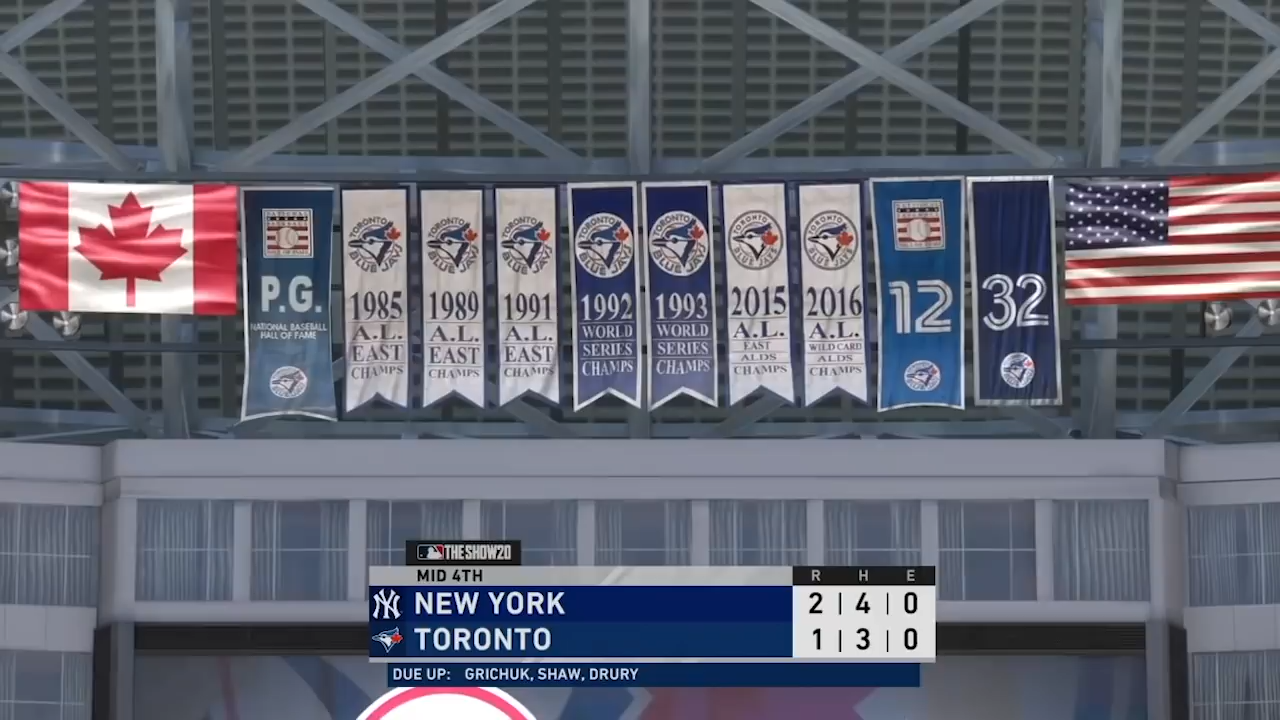 P.G.
NATIONAL BASEBALL
HALL OF FAME
TORONTO
BLUE JAYS
1985
A.L.
EAST
CHAMPS
TORONTO
BLUE JAYS
1989
A.L.
EAST
CHAMPS
TORONTO
BLUE JAYS
1991
A.L.
EAST
CHAMPS
TORONTO
BLUE JAYS
1992
WORLD
SERIES
CHAMPS
TORONTO
BLUE JAYS
1993
WORLD
SERIES
CHAMPS
TORONTO
BLUE JAYS
2015
A.L.
EAST
ALDS
CHAMPS
TORONTO
BLUE JAYS
2016
A.L.
WILD CARD
ALDS
CHAMPS
12
32
THE SHOW20
MID 4TH R H E
NY NEW YORK 2 4 0
TORONTO 1 3 0
DUE UP: GRICHUK, SHAW, DRURY